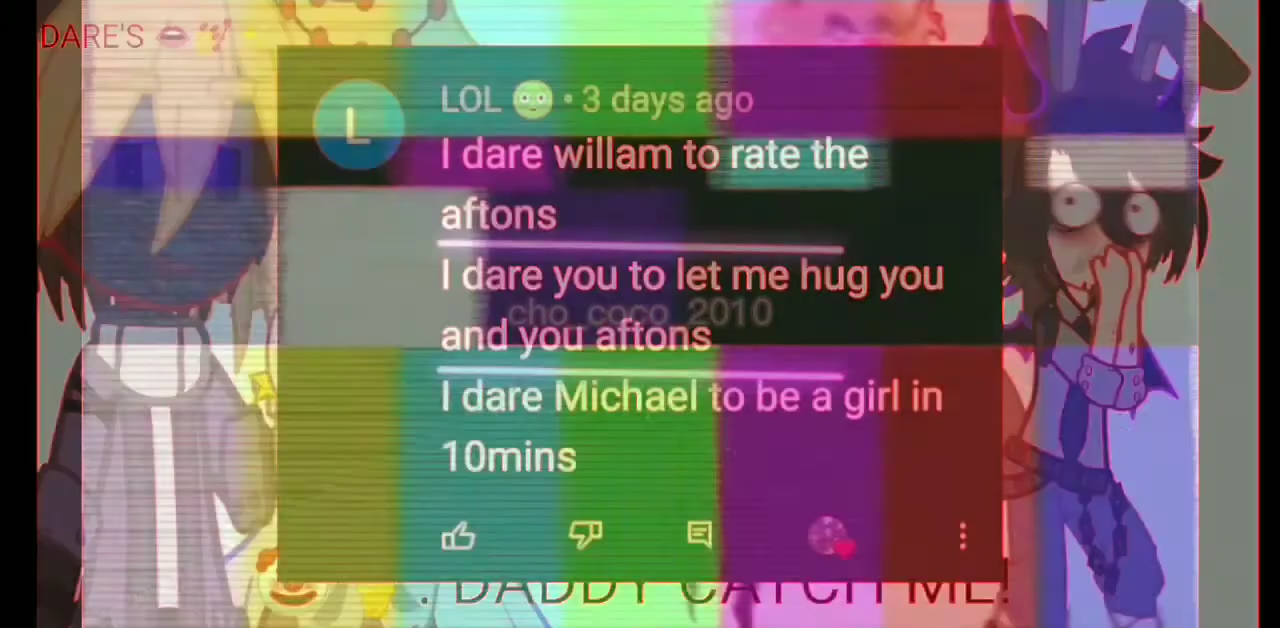 DARE'S 👄💅✨
L
LOL 😳 • 3 days ago
I dare willam to rate the
aftons
I dare you to let me hug you
cho_coco_2010
and you aftons
I dare Michael to be a girl in
10mins
: DADDY CATCH ME!